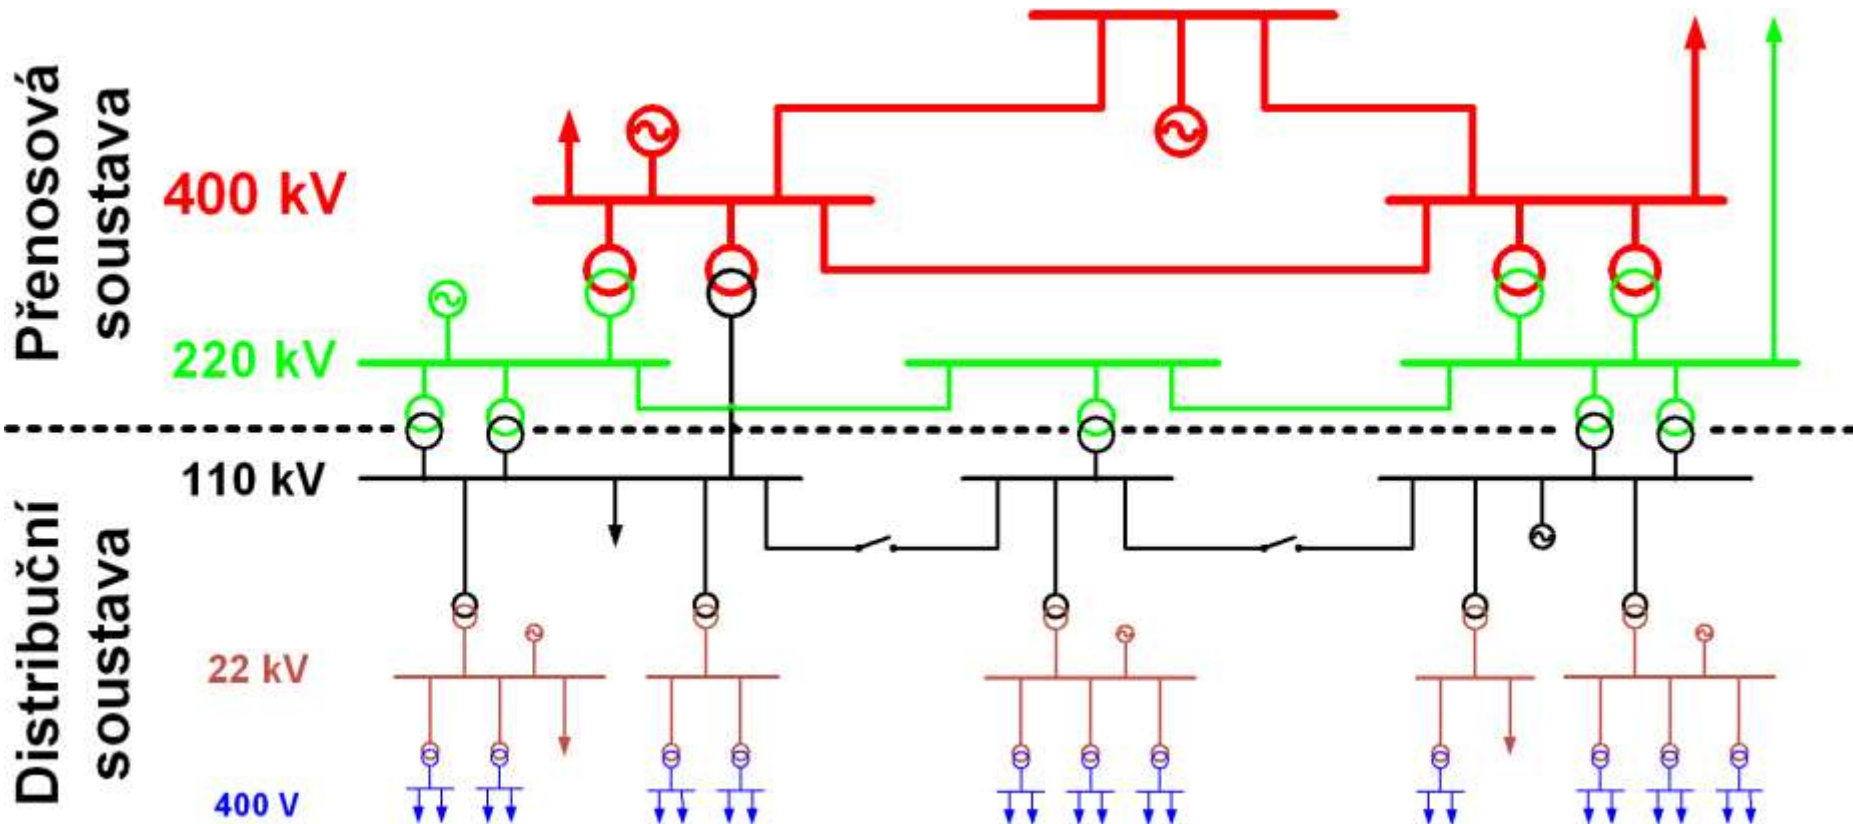 Přenosová
soustava
400 kV
220 kV
Distribuční
soustava
110 kV
22 kV
400 V